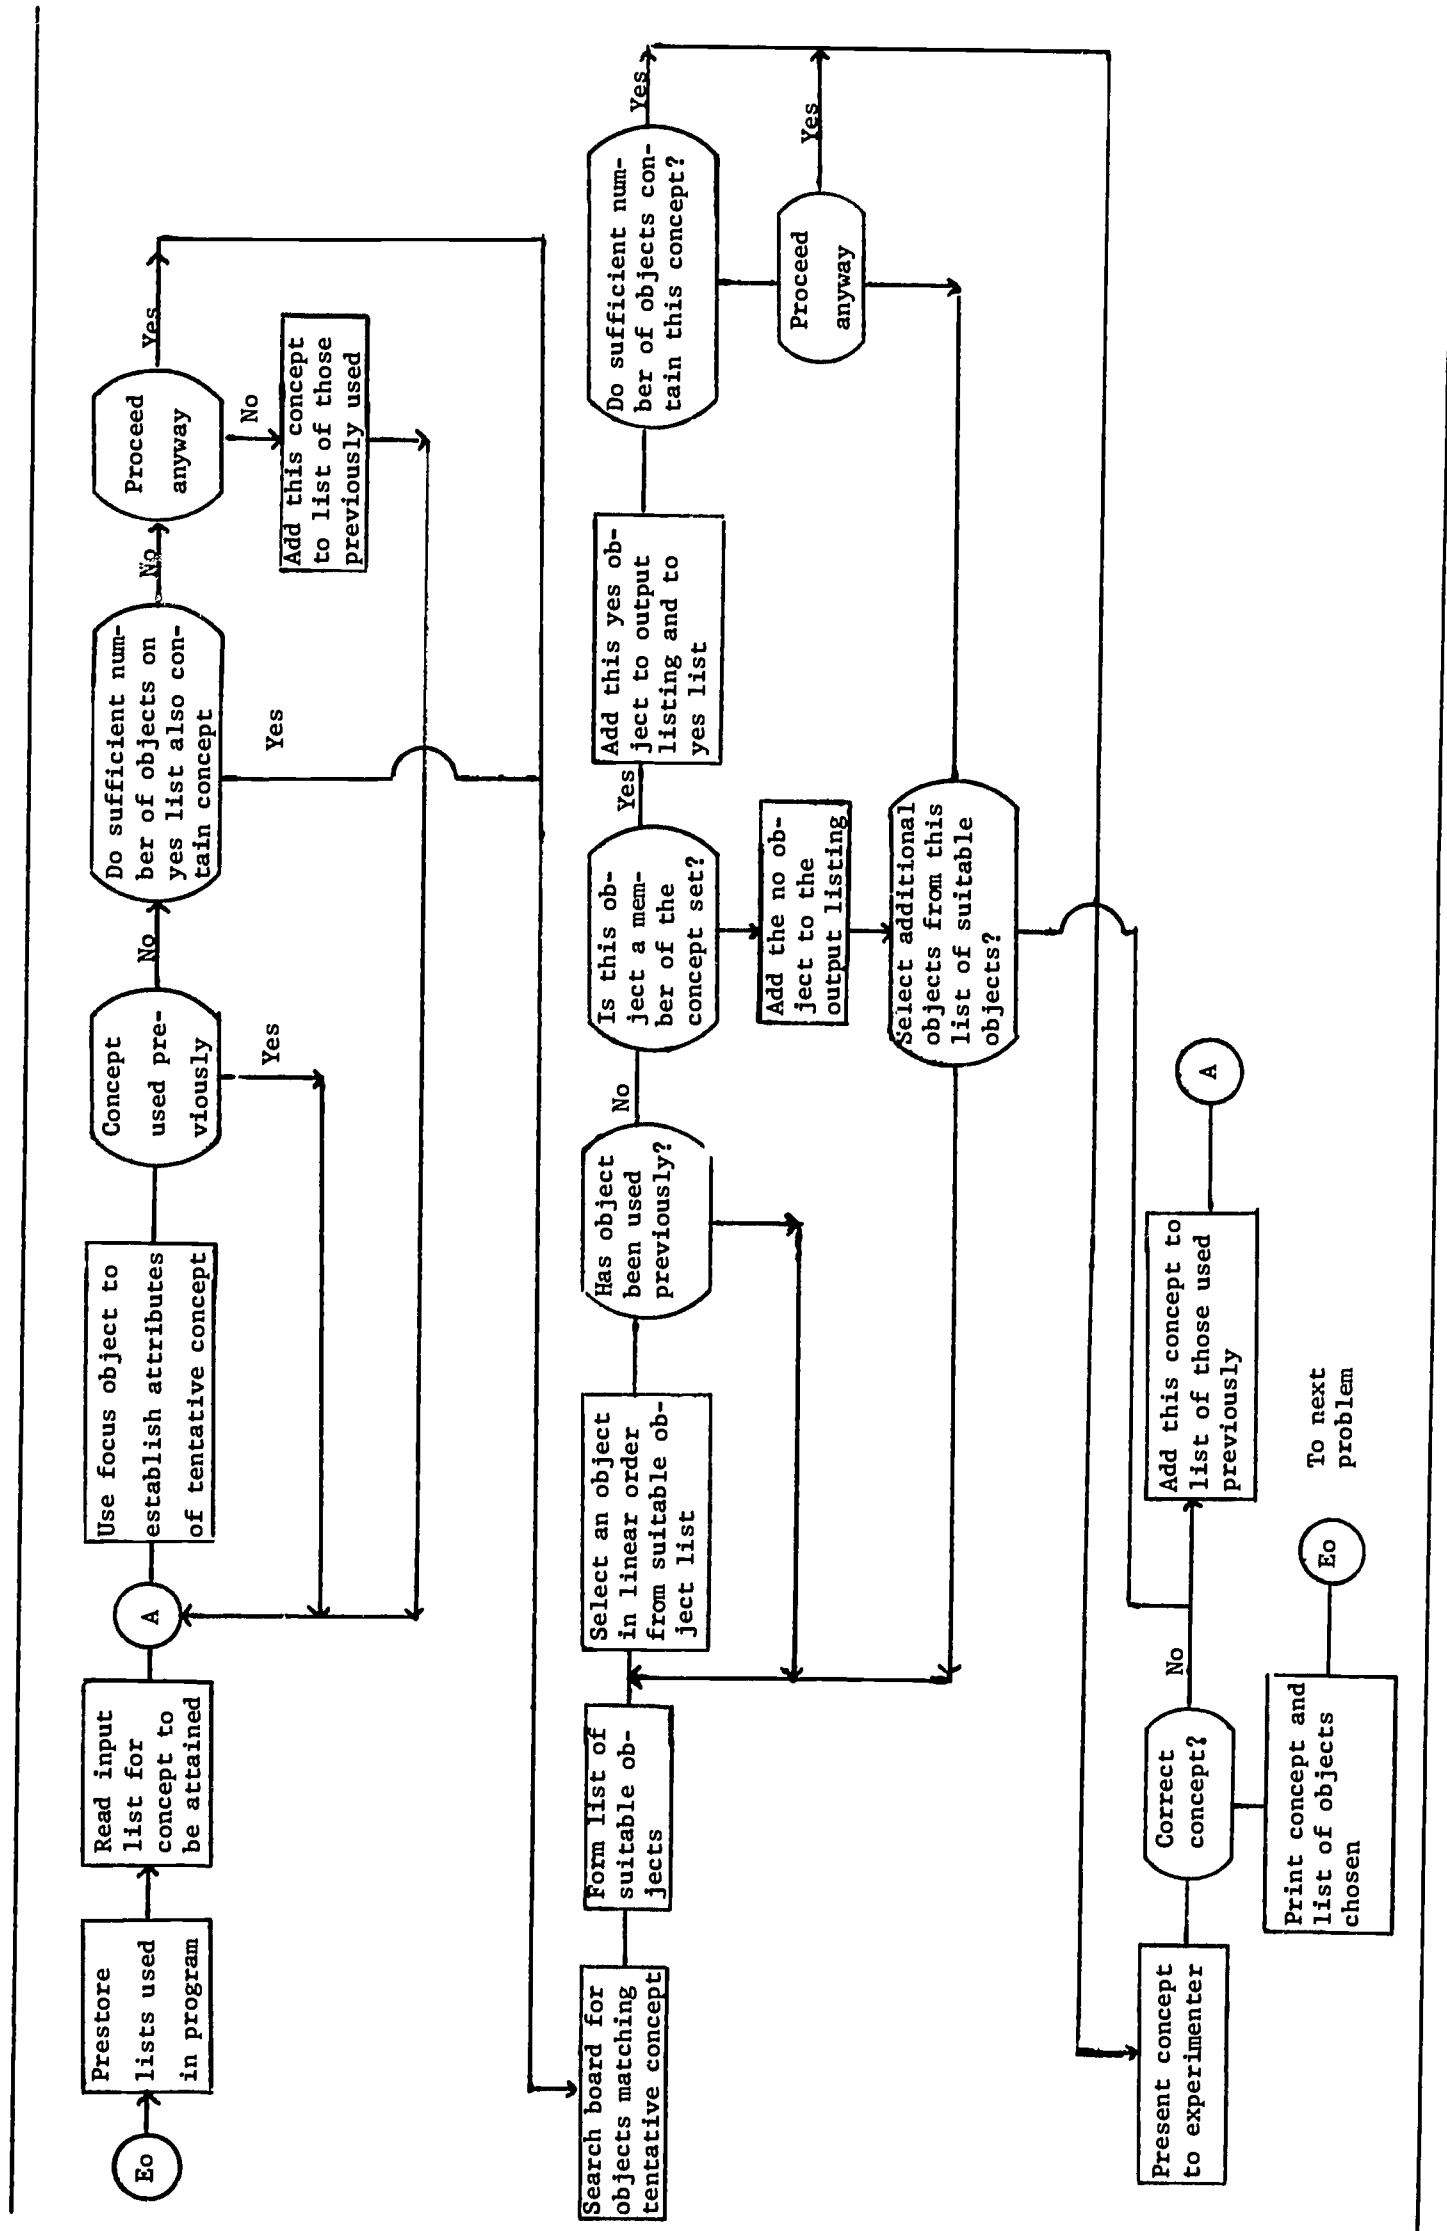 Eo
Prestore
lists used
in program
Read input
list for
concept to
be attained
A
Use focus object to
establish attributes
of tentative concept
Concept
used pre-
viously
No
Yes
Do sufficient num-
ber of objects on
yes list also con-
tain concept
No
Yes
Proceed
anyway
Yes
No
Add this concept
to list of those
previously used
Search board for
objects matching
tentative concept
Form list of
suitable ob-
jects
Select an object
in linear order
from suitable ob-
ject list
Has object
been used
previously?
No
Is this ob-
ject a mem-
ber of the
concept set?
Yes
Add this yes ob-
ject to output
listing and to
yes list
Do sufficient num-
ber of objects con-
tain this concept?
Yes
Proceed
anyway
Yes
Add the no ob-
ject to the
output listing
Select additional
objects from this
list of suitable
objects?
Present concept
to experimenter
Correct
concept?
No
Add this concept to
list of those used
previously
A
Print concept and
list of objects
chosen
Eo
To next
problem